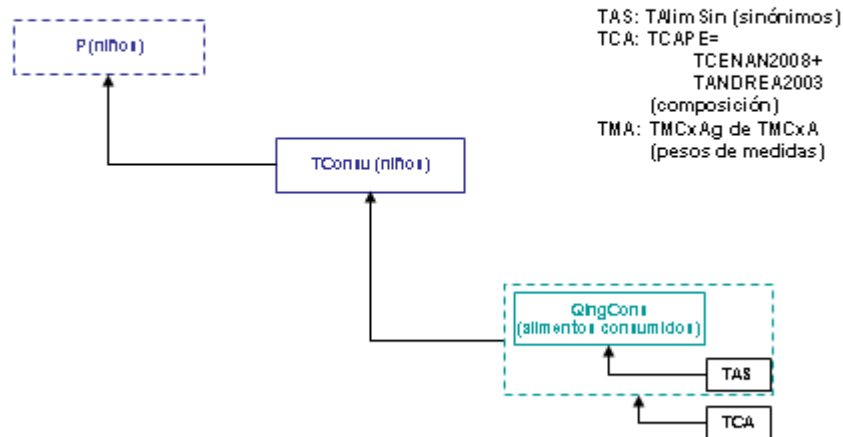 P(niños)
TConsu (niños)
QIngCons
(alimentos consumidos)
TAS
TCA
TAS: TAlimSin (sinónimos)
TCA: TCAPE=
TCENAN2008+
TANDREA2003
(composición)
TMA: TMCxAg de TMCxA
(pesos de medidas)